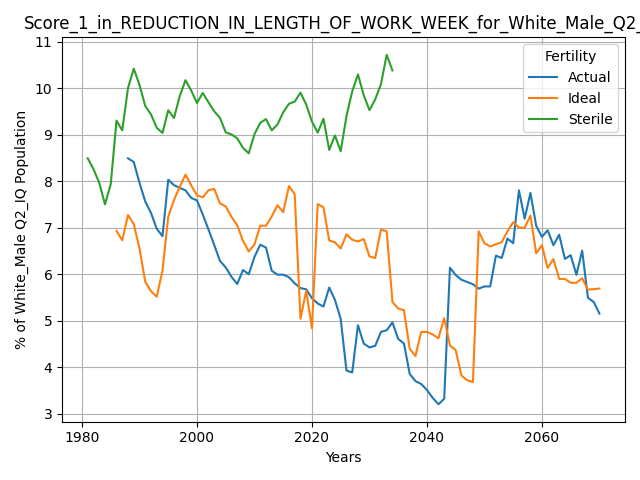 Score_1_in_REDUCTION_IN_LENGTH_OF_WORK_WEEK_for_White_Male_Q2_
11
10
9
8
7
6
5
4
3
% of White_Male Q2_IQ Population
Fertility
Actual
Ideal
Sterile
1980 2000 2020 2040 2060
Years